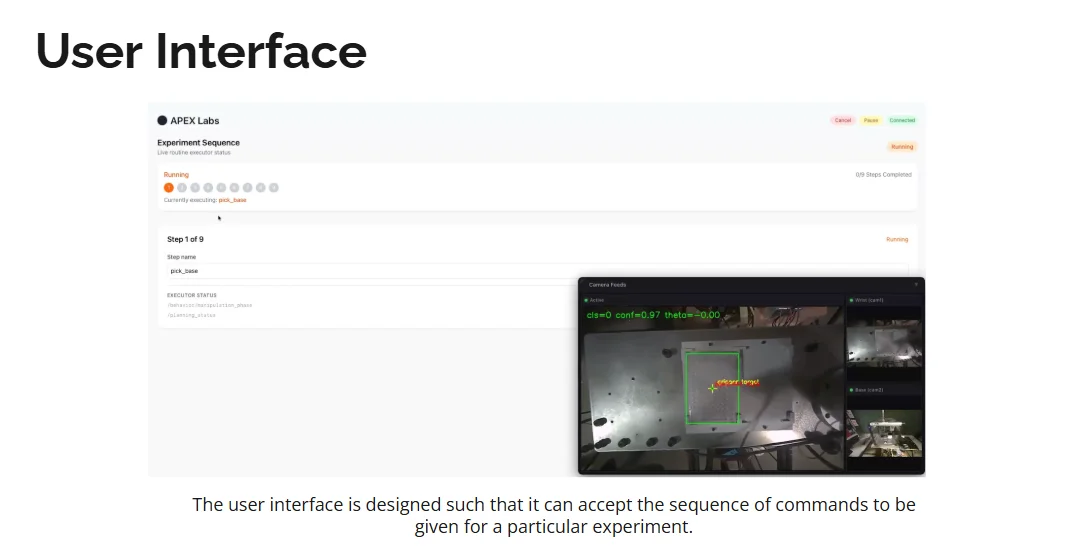 User Interface
APEX Labs
Cancel Pause Connected
Experiment Sequence
Live routine executor status
Running
Running
0/9 Steps Completed
1
Currently executing: pick_base
Step 1 of 9
Running
Step name
pick_base
EXECUTOR STATUS
/planning_status
Camera Feeds
Active
cls=0 conf=0.97 theta=-0.00
target
Wrist (cam1)
Base (cam2)
The user interface is designed such that it can accept the sequence of commands to be
given for a particular experiment.